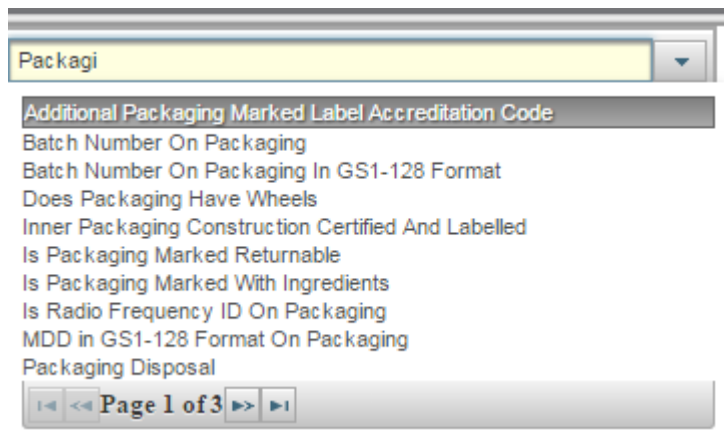 Packagi
Additional Packaging Marked Label Accreditation Code
Batch Number On Packaging
Batch Number On Packaging In GS1-128 Format
Does Packaging Have Wheels
Inner Packaging Construction Certified And Labelled
Is Packaging Marked Returnable
Is Packaging Marked With Ingredients
Is Radio Frequency ID On Packaging
MDD in GS1-128 Format On Packaging
Packaging Disposal
Page 1 of 3